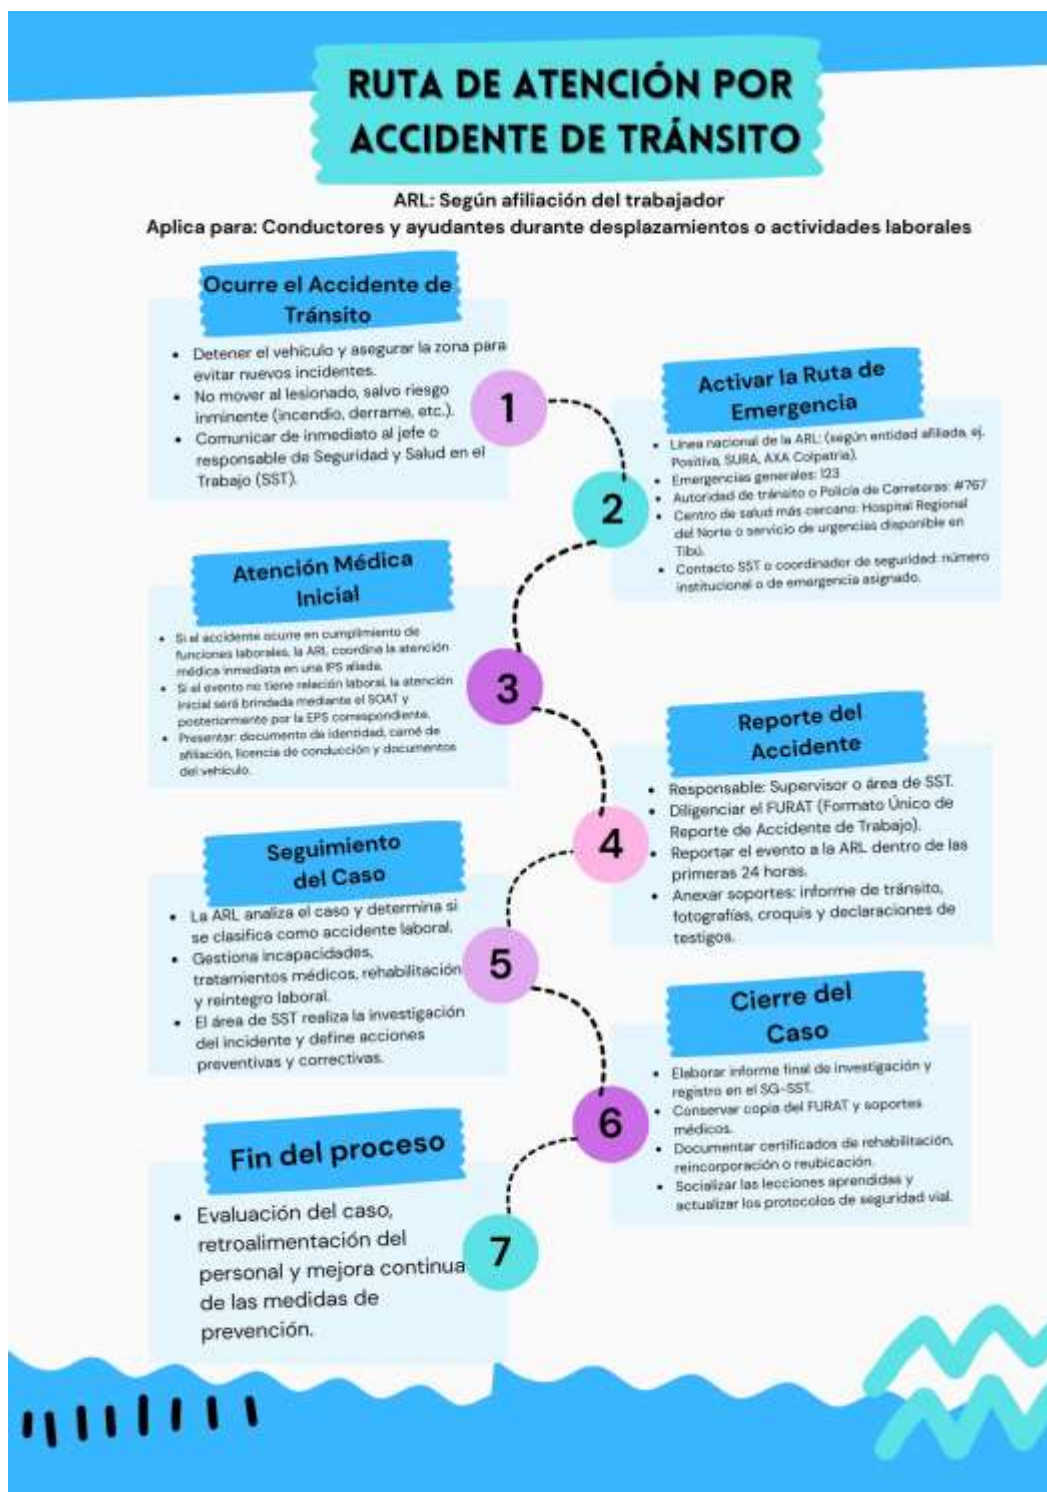 RUTA DE ATENCIÓN POR
ACCIDENTE DE TRÁNSITO
ARL: Según afiliación del trabajador
Aplica para: Conductores y ayudantes durante desplazamientos o actividades laborales
Ocurre el Accidente de
Tránsito
• Detener el vehículo y asegurar la zona para
evitar nuevos incidentes.
• No mover al lesionado, salvo riesgo
inminente (incendio, derrame, etc.).
• Comunicar de inmediato al jefe o
responsable de Seguridad y Salud en el
Trabajo (SST).
1
Activar la Ruta de
Emergencia
• Línea nacional de la ARL: (según entidad afiliada, ej.
Positiva, SURA, AXA Colpatria).
• Emergencias generales: 123
• Autoridad de tránsito o Policía de Carreteras: #767
• Centro de salud más cercano: Hospital Regional
del Norte o servicio de urgencias disponible en
Tibú.
• Contacto SST o coordinador de seguridad: número
institucional o de emergencia asignado.
2
Atención Médica
Inicial
• Si el accidente ocurre en cumplimiento de
funciones laborales, la ARL coordina la atención
médica inmediata en una IPS aliada.
• Si el evento no tiene relación laboral, la atención
inicial será brindada mediante el SOAT y
posteriormente por la EPS correspondiente.
• Presentar: documento de identidad, carné de
afiliación, licencia de conducción y documentos
del vehículo.
3
Reporte del
Accidente
• Responsable: Supervisor o área de SST.
• Diligenciar el FURAT (Formato Único de
Reporte de Accidente de Trabajo).
• Reportar el evento a la ARL dentro de las
primeras 24 horas.
• Anexar soportes: informe de tránsito,
fotografías, croquis y declaraciones de
testigos.
4
Seguimiento
del Caso
• La ARL analiza el caso y determina si
se clasifica como accidente laboral.
• Gestiona incapacidades,
tratamientos médicos, rehabilitación
y reintegro laboral.
• El área de SST realiza la investigación
del incidente y define acciones
preventivas y correctivas.
5
Cierre del
Caso
• Elaborar informe final de investigación y
registro en el SG-SST.
• Conservar copia del FURAT y soportes
médicos.
• Documentar certificados de rehabilitación,
reincorporación o reubicación.
• Socializar las lecciones aprendidas y
actualizar los protocolos de seguridad vial.
6
Fin del proceso
• Evaluación del caso,
retroalimentación del
personal y mejora continua
de las medidas de
prevención.
7